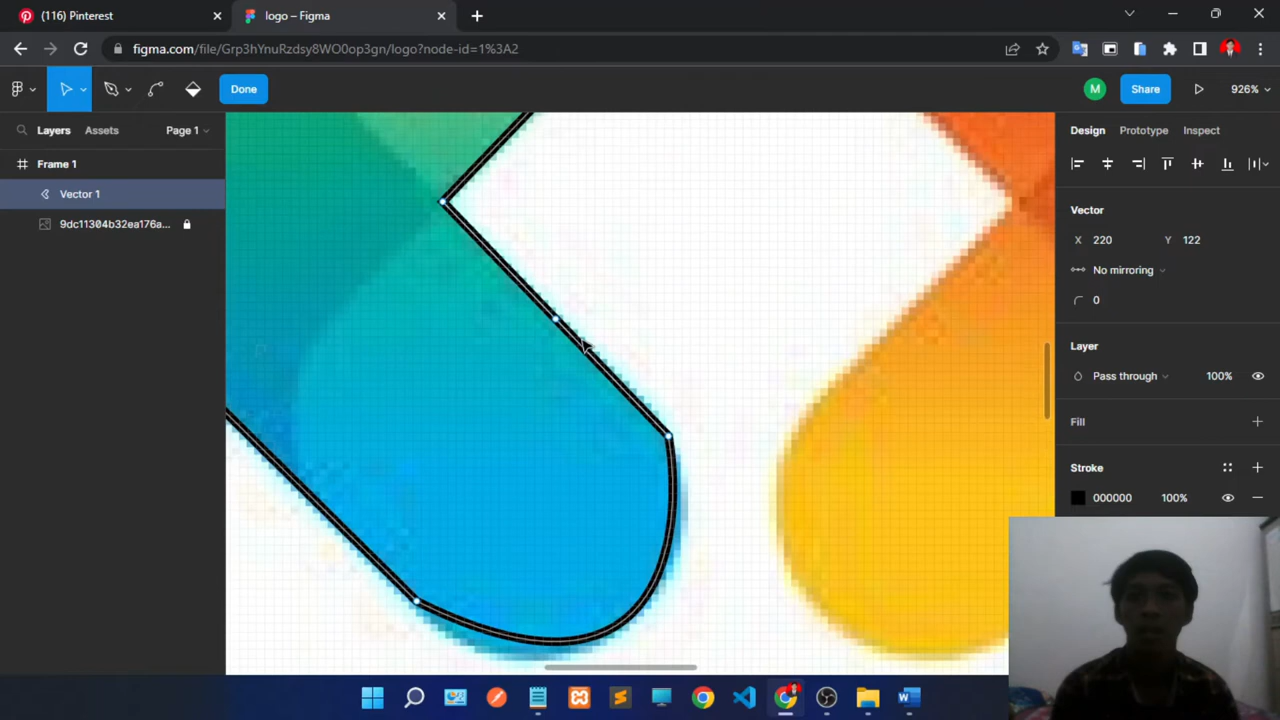 (116) Pinterest
logo – Figma
figma.com/file/Grp3hYnuRzdsy8WO0op3gn/logo?node-id=1%3A2
Done
M
Share
926%
Layers
Assets
Page 1
Design
Prototype
Inspect
Frame 1
Vector 1
9dc11304b32ea176a...
Vector
X 220
Y 122
No mirroring
0
Layer
Pass through
100%
Fill
Stroke
000000
100%